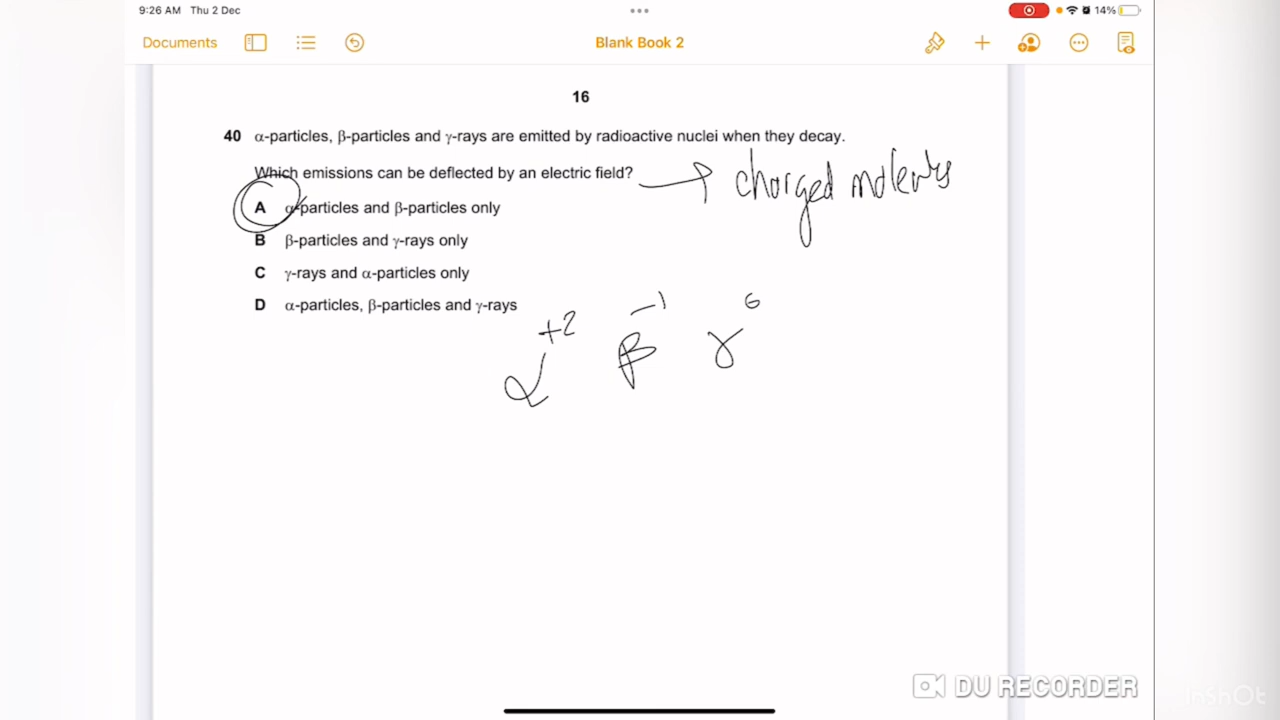 9:26 AM Thu 2 Dec
14%
Documents
Blank Book 2
16
40 α-particles, β-particles and γ-rays are emitted by radioactive nuclei when they decay.
Which emissions can be deflected by an electric field? → charged molecules
A α-particles and β-particles only
B β-particles and γ-rays only
C γ-rays and α-particles only
D α-particles, β-particles and γ-rays
α+2 β−1 γ0
DU RECORDER
InShOt